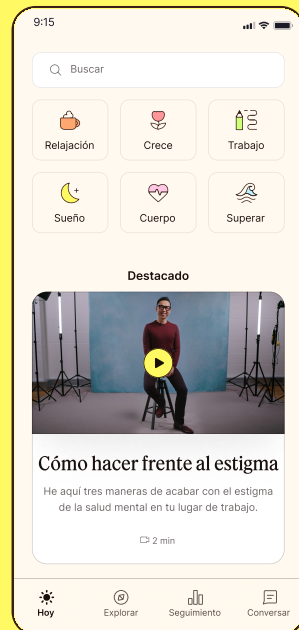 9:15
Buscar
Relajación
Crece
Trabajo
Sueño
Cuerpo
Superar
Destacado
Cómo hacer frente al estigma
He aquí tres maneras de acabar con el estigma
de la salud mental en tu lugar de trabajo.
2 min
Hoy
Explorar
Seguimiento
Conversar